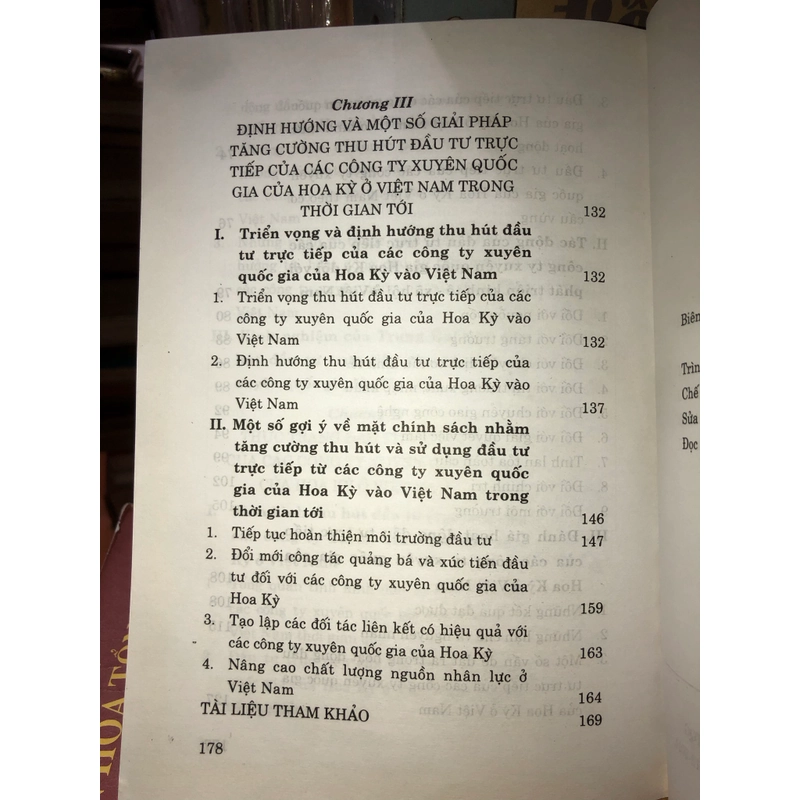 Chương III
ĐỊNH HƯỚNG VÀ MỘT SỐ GIẢI PHÁP
TĂNG CƯỜNG THU HÚT ĐẦU TƯ TRỰC
TIẾP CỦA CÁC CÔNG TY XUYÊN QUỐC
GIA CỦA HOA KỲ Ở VIỆT NAM TRONG
THỜI GIAN TỚI 132
I. Triển vọng và định hướng thu hút đầu
tư trực tiếp của các công ty xuyên
quốc gia của Hoa Kỳ vào Việt Nam 132
1. Triển vọng thu hút đầu tư trực tiếp của các
công ty xuyên quốc gia của Hoa Kỳ vào
Việt Nam 132
2. Định hướng thu hút đầu tư trực tiếp của
các công ty xuyên quốc gia của Hoa Kỳ vào
Việt Nam 137
II. Một số gợi ý về mặt chính sách nhằm
tăng cường thu hút và sử dụng đầu tư
trực tiếp từ các công ty xuyên quốc
gia của Hoa Kỳ vào Việt Nam trong
thời gian tới 146
1. Tiếp tục hoàn thiện môi trường đầu tư 147
2. Đổi mới công tác quảng bá và xúc tiến đầu
tư đối với các công ty xuyên quốc gia của
Hoa Kỳ 159
3. Tạo lập các đối tác liên kết có hiệu quả với
các công ty xuyên quốc gia của Hoa Kỳ 163
4. Nâng cao chất lượng nguồn nhân lực ở
Việt Nam 164
TÀI LIỆU THAM KHẢO 169
178
Biên
Trìn
Chế
Sửa
Đọc